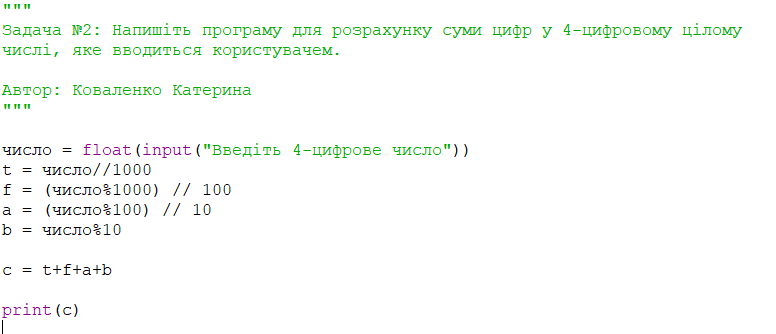 """
Задача №2: Напишіть програму для розрахунку суми цифр у 4-цифровому цілому
числі, яке вводиться користувачем.
Автор: Коваленко Катерина
"""
число = float(input("Введіть 4-цифрове число"))
t = число//1000
f = (число%1000) // 100
a = (число%100) // 10
b = число%10
c = t+f+a+b
print(c)